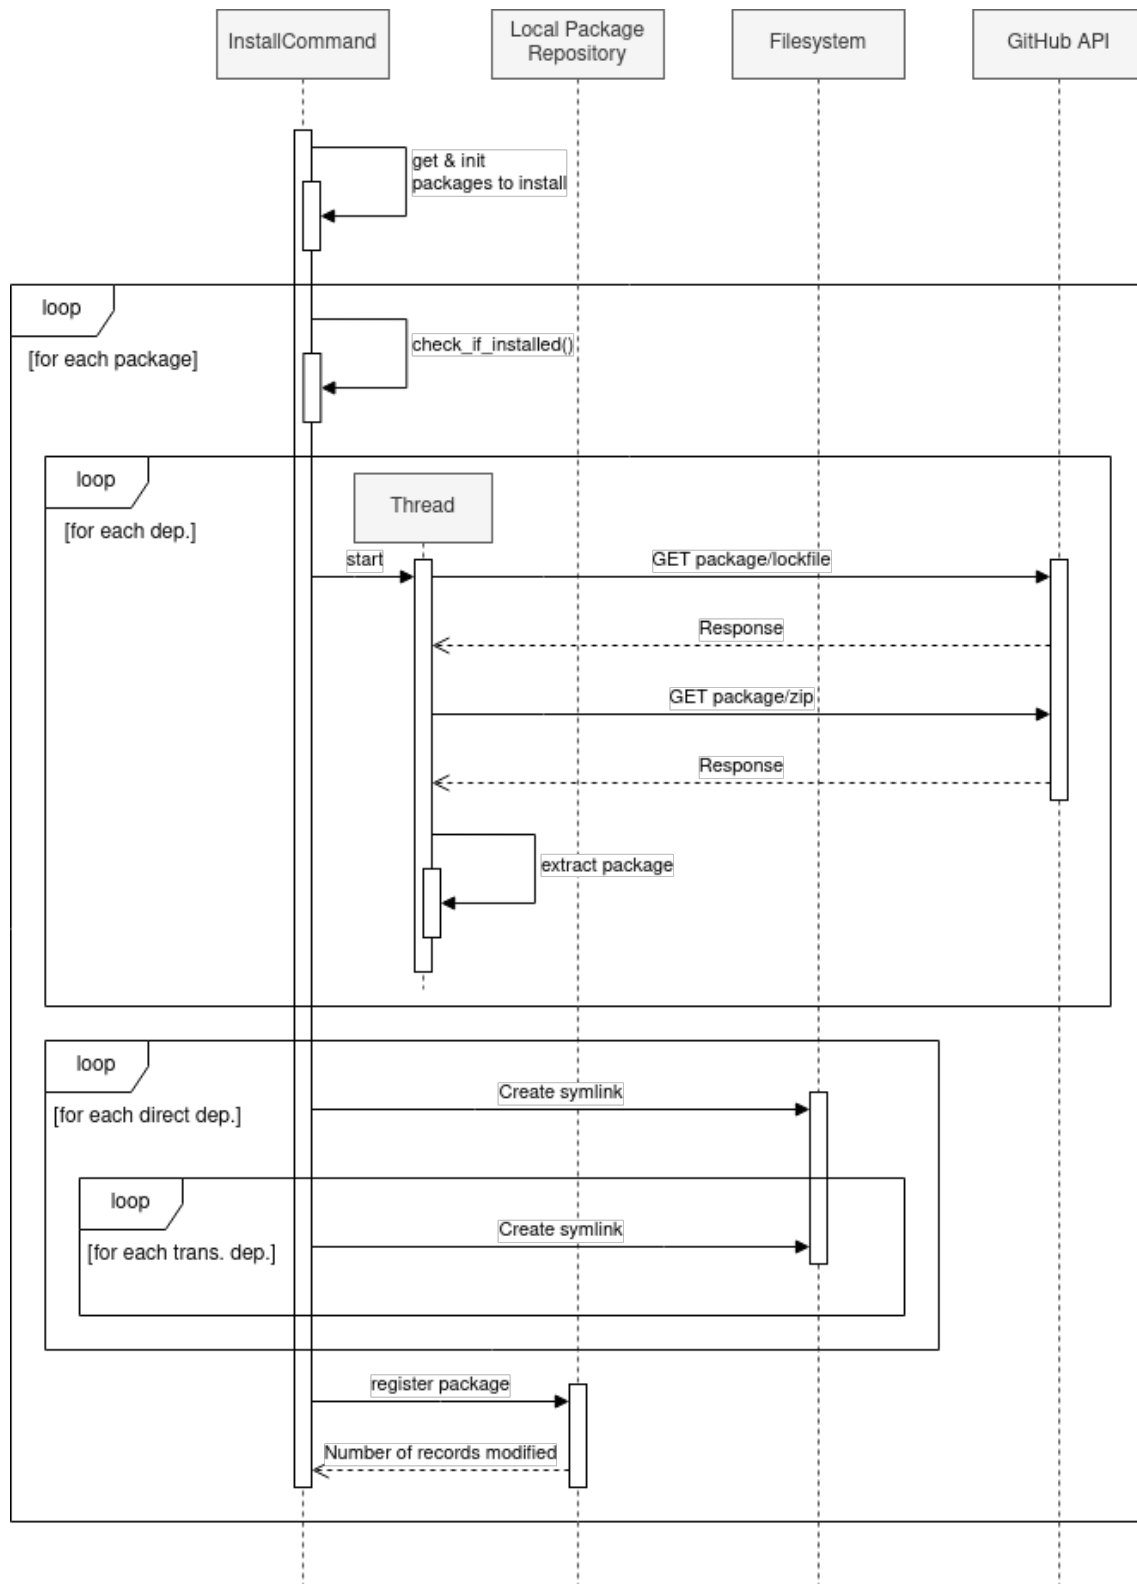 InstallCommand
Local Package
Repository
Filesystem
GitHub API
get & init
packages to install
loop
[for each package]
check_if_installed()
loop
[for each dep.]
Thread
start
GET package/lockfile
Response
GET package/zip
Response
extract package
loop
[for each direct dep.]
Create symlink
loop
[for each trans. dep.]
Create symlink
register package
Number of records modified